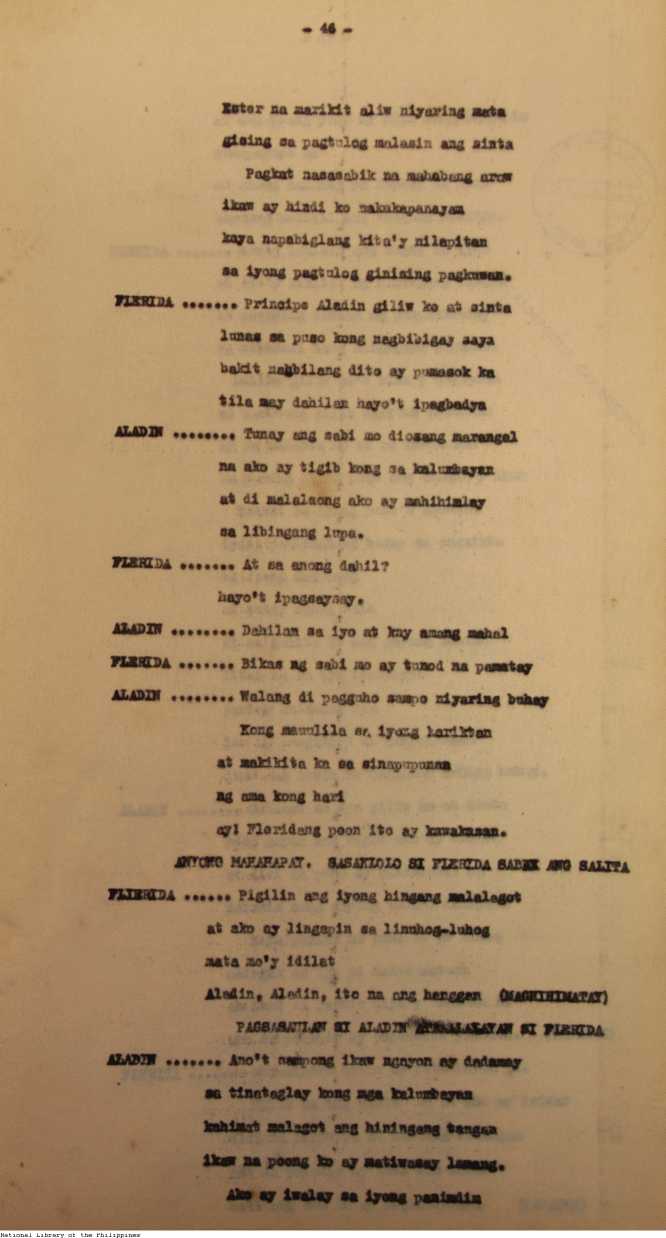 - 46 -
Ester na marikit aliw niyaring mata
gising sa pagtulog malasin ang sinta
Pagkat nasasabik na mahabang araw
ikaw ay hindi ko makakapanayam
kaya napabiglang kita'y nilapitan
sa iyong pagtulog ginising pagkuwan.
FLERIDA ....... Principe Aladin giliw ko at sinta
lunas sa puso kong nagbibigay saya
bakit nagbilang dito ay pumasok ka
tila may dahilan hayo't ipagbadya
ALADIN ........ Tunay ang sabi mo diosang marangal
na ako ay tigib kong sa kalumbayan
at di malalaong ako ay mahihimlay
sa libingang lupa.
FLERIDA ....... At sa anong dahil?
hayo't ipagsaysay.
ALADIN ........ Dahilan sa iyo at kay amang mahal
FLERIDA ....... Bikas ng sabi mo ay tunod na pamatay
ALADIN ........ Walang di pagguho sampo niyaring buhay
Kong mauulila sa iyong kariktan
at makikita ka sa sinapupunan
ng ama kong hari
ay! Floridang poon ito ay kawakasan.
ANYONG MAHAHAPAY. SASAKLOLO SI FLERIDA SABEK ANG SALITA
FLIERIDA ...... Pigilin ang iyong hingang malalagot
at ako ay lingapin sa linuhog-luhog
mata mo'y idilat
Aladin, Aladin, ito na ang hanggan (MAGHIHIMATAY)
PAGSASAULAN SI ALADIN SI FLERIDA
ALADIN ....... Ano't sampong ikaw ngayon ay dadamay
sa tinataglay kong mga kalumbayan
kahimat malagot ang hiningang tangan
ikaw na poong ko ay matiwasay lamang.
Ako ay iwalay sa iyong panimdim
National Library of the Philippines